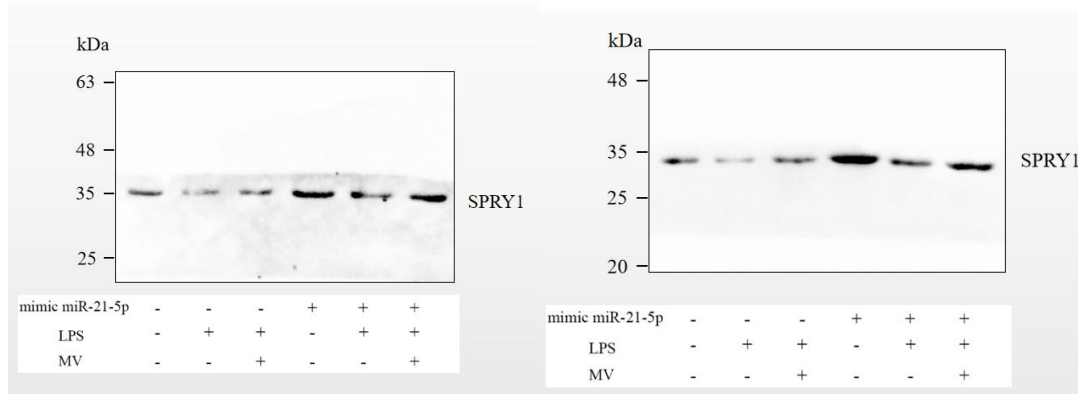 kDa
63
48
35
25
SPRY1
mimic miR-21-5p - - - + + +
LPS - + + - + +
MV - - + - - +
kDa
48
35
25
20
SPRY1
mimic miR-21-5p - - - + + +
LPS - + + - + +
MV - - + - - +